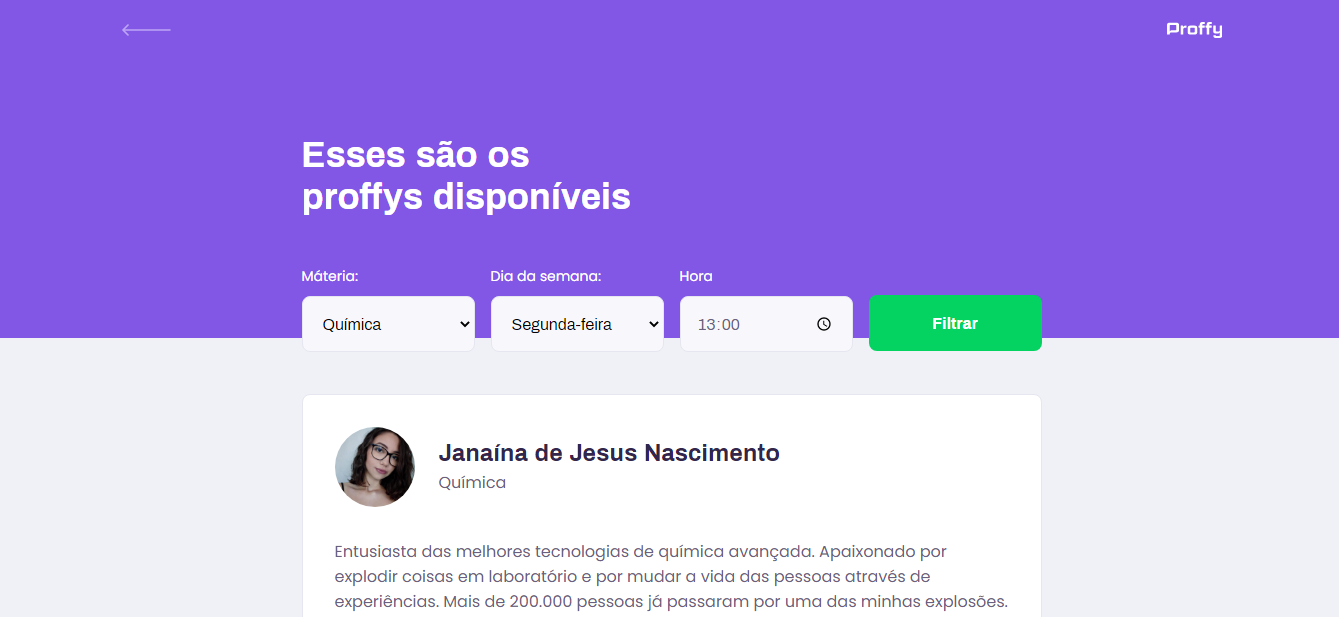 Proffy
Esses são os
proffys disponíveis
Máteria:
Dia da semana:
Hora
Química
Segunda-feira
13:00
Filtrar
Janaína de Jesus Nascimento
Química
Entusiasta das melhores tecnologias de química avançada. Apaixonado por
explodir coisas em laboratório e por mudar a vida das pessoas através de
experiências. Mais de 200.000 pessoas já passaram por uma das minhas explosões.